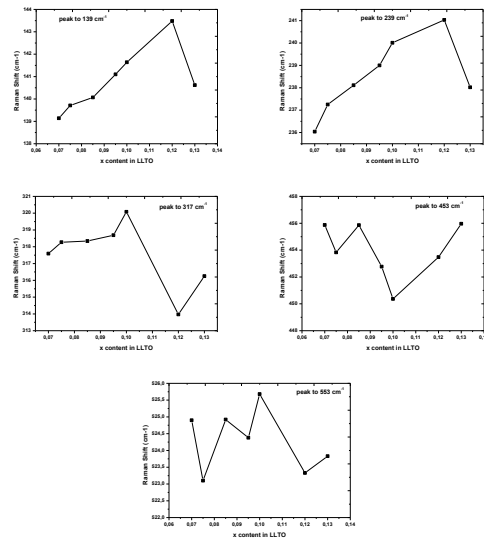 peak to 139 cm⁻¹
144
143
142
141
140
139
138
Raman Shift (cm-1)
0,06 0,07 0,08 0,09 0,10 0,11 0,12 0,13 0,14
x content in LLTO
peak to 239 cm⁻¹
241
240
239
238
237
236
Raman Shift (cm-1)
0,07 0,08 0,09 0,10 0,11 0,12 0,13
x content in LLTO
peak to 317 cm⁻¹
321
320
319
318
317
316
315
314
313
Raman Shift (cm-1)
0,07 0,08 0,09 0,10 0,11 0,12 0,13
x content in LLTO
peak to 453 cm⁻¹
458
456
454
452
450
448
Raman Shift (cm-1)
0,07 0,08 0,09 0,10 0,11 0,12 0,13
x content in LLTO
peak to 553 cm⁻¹
526,0
525,5
525,0
524,5
524,0
523,5
523,0
522,5
522,0
Raman Shift (cm-1)
0,06 0,07 0,08 0,09 0,10 0,11 0,12 0,13 0,14
x content in LLTO